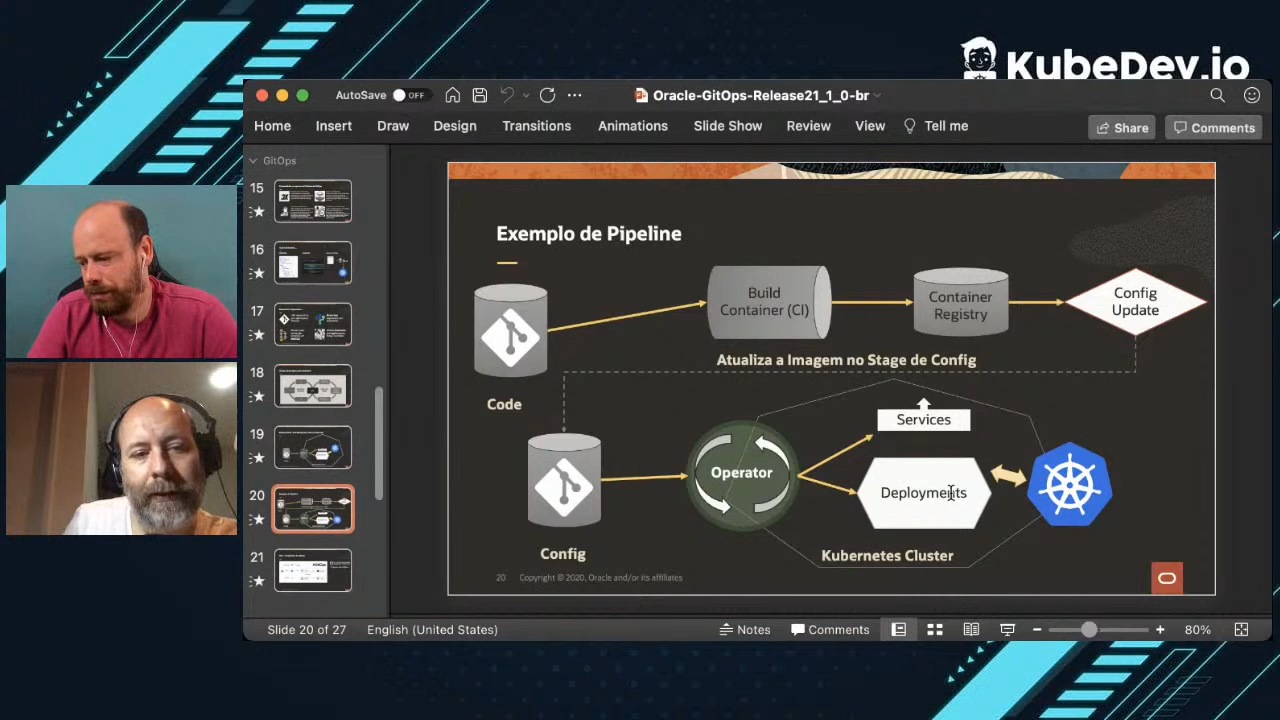 KubeDev.io
AutoSave OFF
Oracle-GitOps-Release21_1_0-br
Home Insert Draw Design Transitions Animations Slide Show Review View Tell me
Share Comments
GitOps
15
16
17
18
19
20
21
Exemplo de Pipeline
Build
Container (CI)
Container
Registry
Config
Update
Atualiza a Imagem no Stage de Config
Code
Services
Operator
Deployments
Config
Kubernetes Cluster
20 Copyright © 2020, Oracle and/or its affiliates
Slide 20 of 27 English (United States) Notes Comments 80%